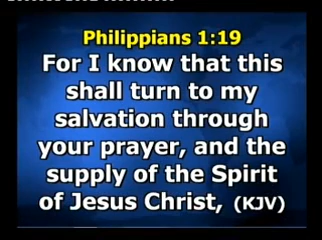 Philippians 1:19
For I know that this
shall turn to my
salvation through
your prayer, and the
supply of the Spirit
of Jesus Christ, (KJV)